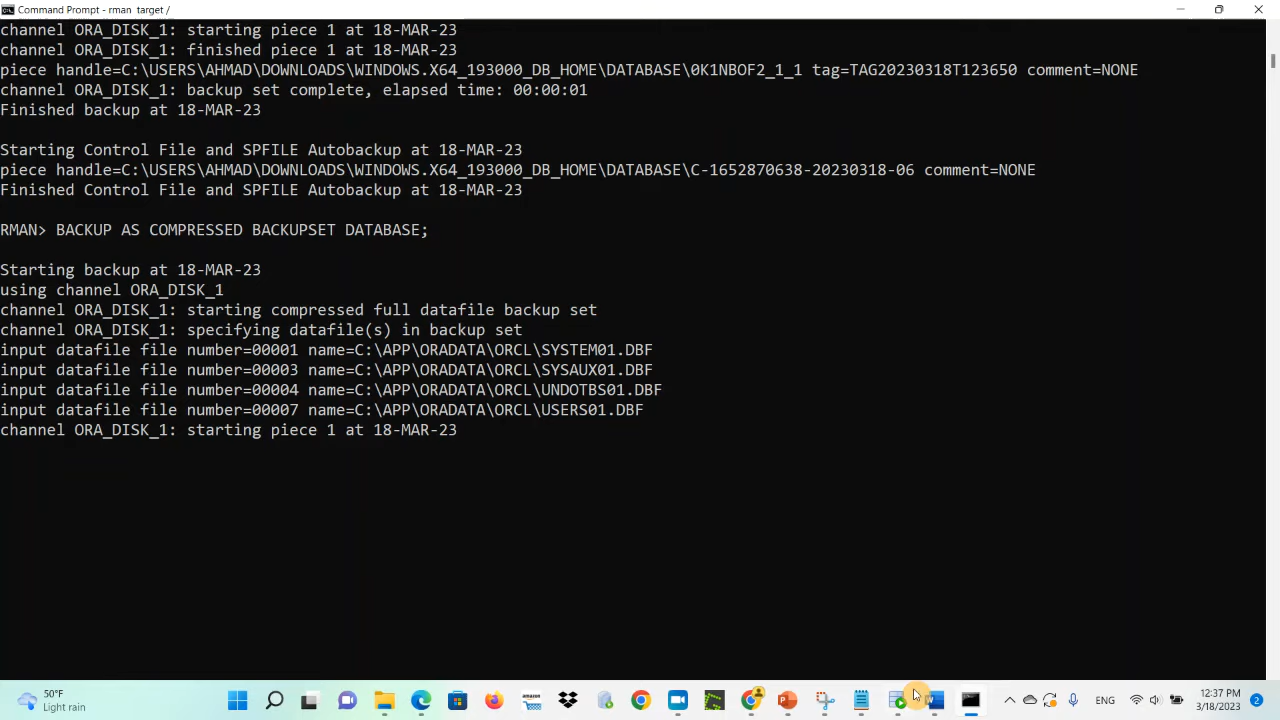 Command Prompt - rman target /
channel ORA_DISK_1: starting piece 1 at 18-MAR-23
channel ORA_DISK_1: finished piece 1 at 18-MAR-23
piece handle=C:\USERS\AHMAD\DOWNLOADS\WINDOWS.X64_193000_DB_HOME\DATABASE\0K1NBOF2_1_1 tag=TAG20230318T123650 comment=NONE
channel ORA_DISK_1: backup set complete, elapsed time: 00:00:01
Finished backup at 18-MAR-23
Starting Control File and SPFILE Autobackup at 18-MAR-23
piece handle=C:\USERS\AHMAD\DOWNLOADS\WINDOWS.X64_193000_DB_HOME\DATABASE\C-1652870638-20230318-06 comment=NONE
Finished Control File and SPFILE Autobackup at 18-MAR-23
RMAN> BACKUP AS COMPRESSED BACKUPSET DATABASE;
Starting backup at 18-MAR-23
using channel ORA_DISK_1
channel ORA_DISK_1: starting compressed full datafile backup set
channel ORA_DISK_1: specifying datafile(s) in backup set
input datafile file number=00001 name=C:\APP\ORADATA\ORCL\SYSTEM01.DBF
input datafile file number=00003 name=C:\APP\ORADATA\ORCL\SYSAUX01.DBF
input datafile file number=00004 name=C:\APP\ORADATA\ORCL\UNDOTBS01.DBF
input datafile file number=00007 name=C:\APP\ORADATA\ORCL\USERS01.DBF
channel ORA_DISK_1: starting piece 1 at 18-MAR-23
50°F
Light rain
amazon
ENG
12:37 PM
3/18/2023
2